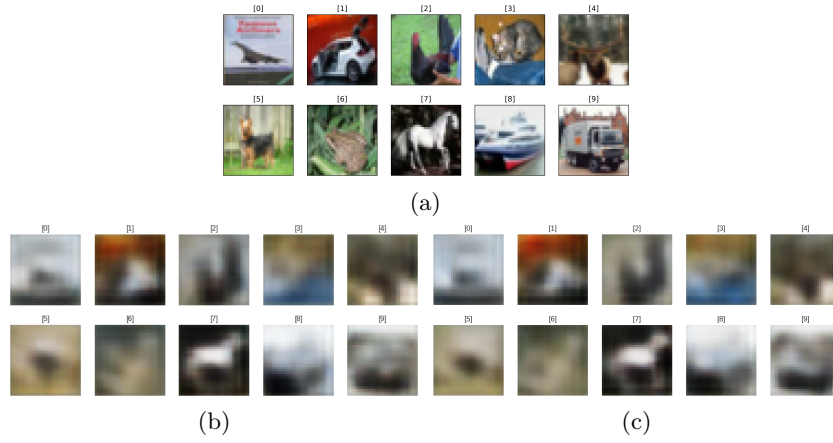 [0] [1] [2] [3] [4]
[5] [6] [7] [8] [9]
(a)
[0] [1] [2] [3] [4] [0] [1] [2] [3] [4]
[5] [6] [7] [8] [9] [5] [6] [7] [8] [9]
(b) (c)